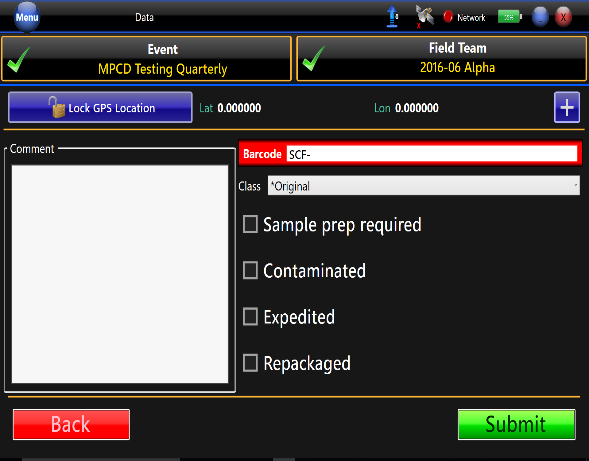 Menu
Data
Network
Event
MPCD Testing Quarterly
Field Team
2016-06 Alpha
Lock GPS Location
Lat 0.000000
Lon 0.000000
+
Comment
Barcode SCF-
Class *Original
Sample prep required
Contaminated
Expedited
Repackaged
Back
Submit